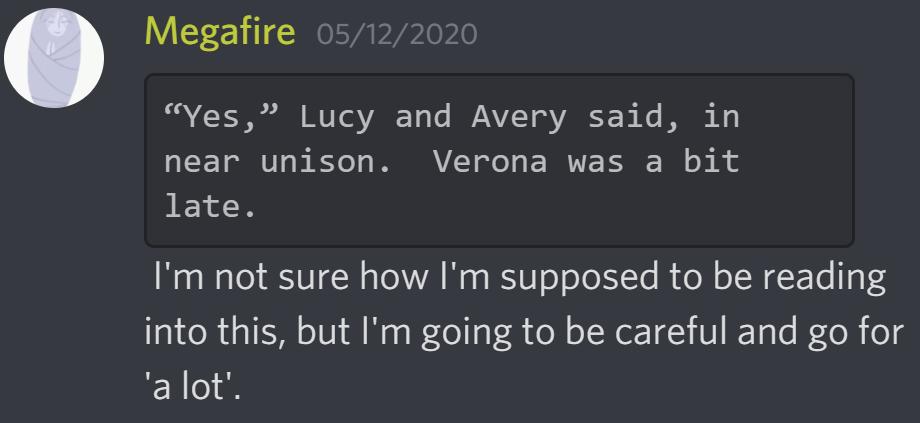 Megafire 05/12/2020
“Yes,” Lucy and Avery said, in
near unison.  Verona was a bit
late.
I'm not sure how I'm supposed to be reading
into this, but I'm going to be careful and go for
'a lot'.